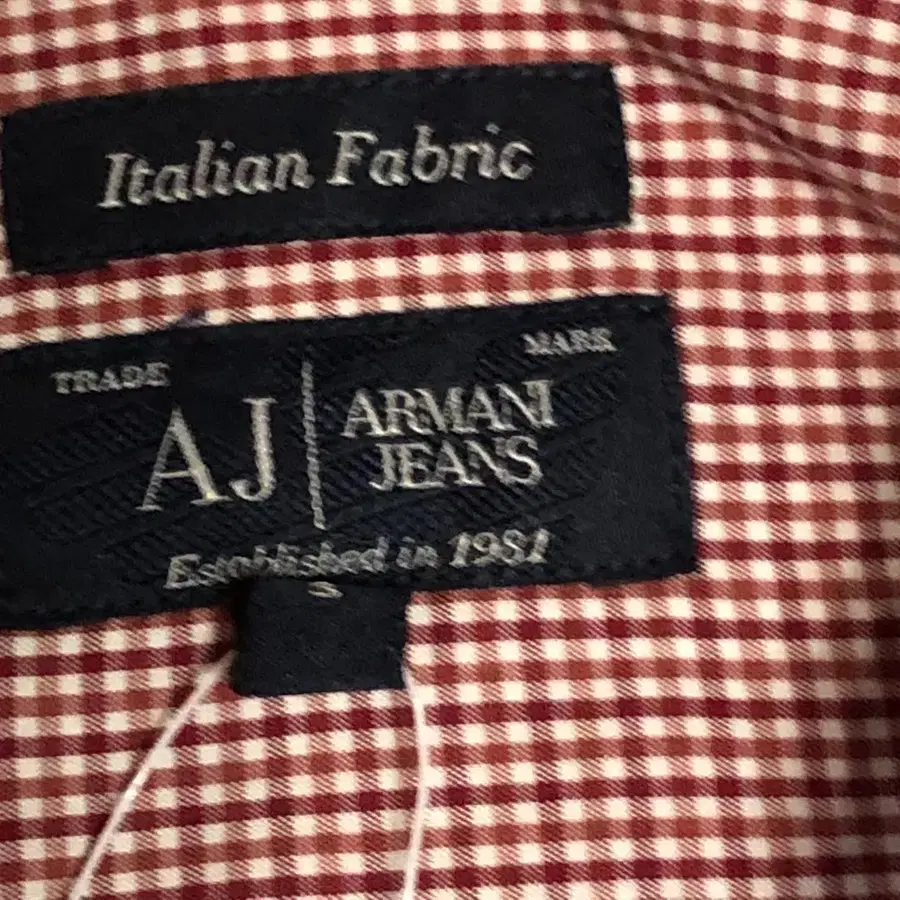 Italian Fabric
TRADE MARK
AJ ARMANI
JEANS
Established in 1981
S